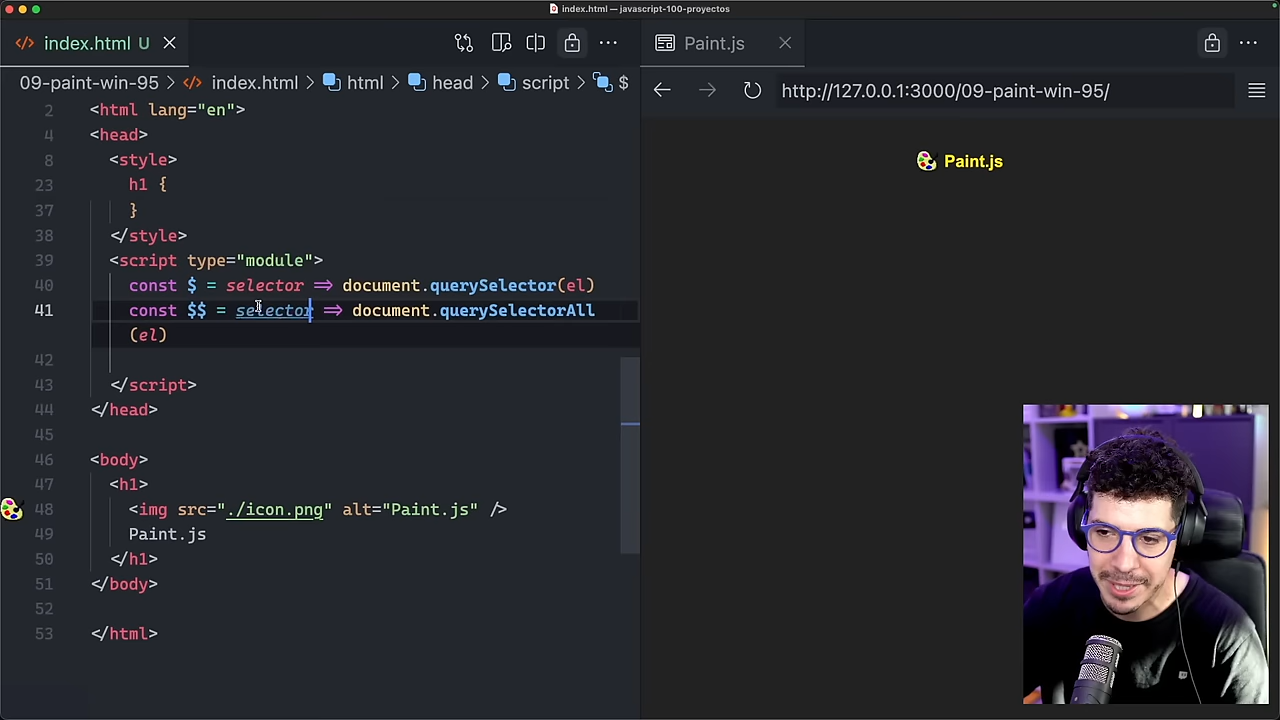 index.html — javascript-100-proyectos
index.html U
Paint.js
09-paint-win-95 > index.html > html > head > script > $
http://127.0.0.1:3000/09-paint-win-95/
2 <html lang="en">
4 <head>
8 <style>
23 h1 {
37 }
38 </style>
39 <script type="module">
40 const $ = selector => document.querySelector(el)
41 const $$ = selector => document.querySelectorAll
(el)
42
43 </script>
44 </head>
45
46 <body>
47 <h1>
48 <img src="./icon.png" alt="Paint.js" />
49 Paint.js
50 </h1>
51 </body>
52
53 </html>
Paint.js